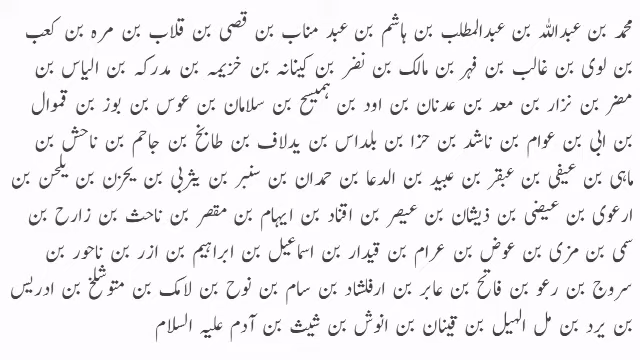 محمد بن عبداللہ بن عبدالمطلب بن ہاشم بن عبد مناب بن قصی بن قلاب بن مرہ بن کعب
بن لوی بن غالب بن فہر بن مالک بن نضر بن کینانہ بن خزیمہ بن مدرکہ بن الیاس بن
مضر بن نزار بن معد بن عدنان بن اود بن ہمیسح بن سلامان بن عوس بن بوز بن قموال
بن ابی بن عوام بن ناشد بن حزا بن بلداس بن یدلاف بن طابخ بن جاحم بن ناحش بن
ماہی بن عیفی بن عبقر بن عبید بن الدعا بن حمدان بن سنبر بن یثربی بن یحزن بن یلحن بن
ارعوی بن عیضی بن ذیشان بن عیصر بن اقناد بن ایہام بن مقصر بن ناحث بن زارح بن
سمی بن مزی بن عوض بن عرام بن قیدار بن اسماعیل بن ابراہیم بن ازر بن ناحور بن
سروج بن رعو بن فاتح بن عابر بن ارفلشاد بن سام بن نوح بن لامک بن متوشلخ بن ادریس
بن یرد بن مل الہیل بن قینان بن انوش بن شیث بن آدم علیہ السلام